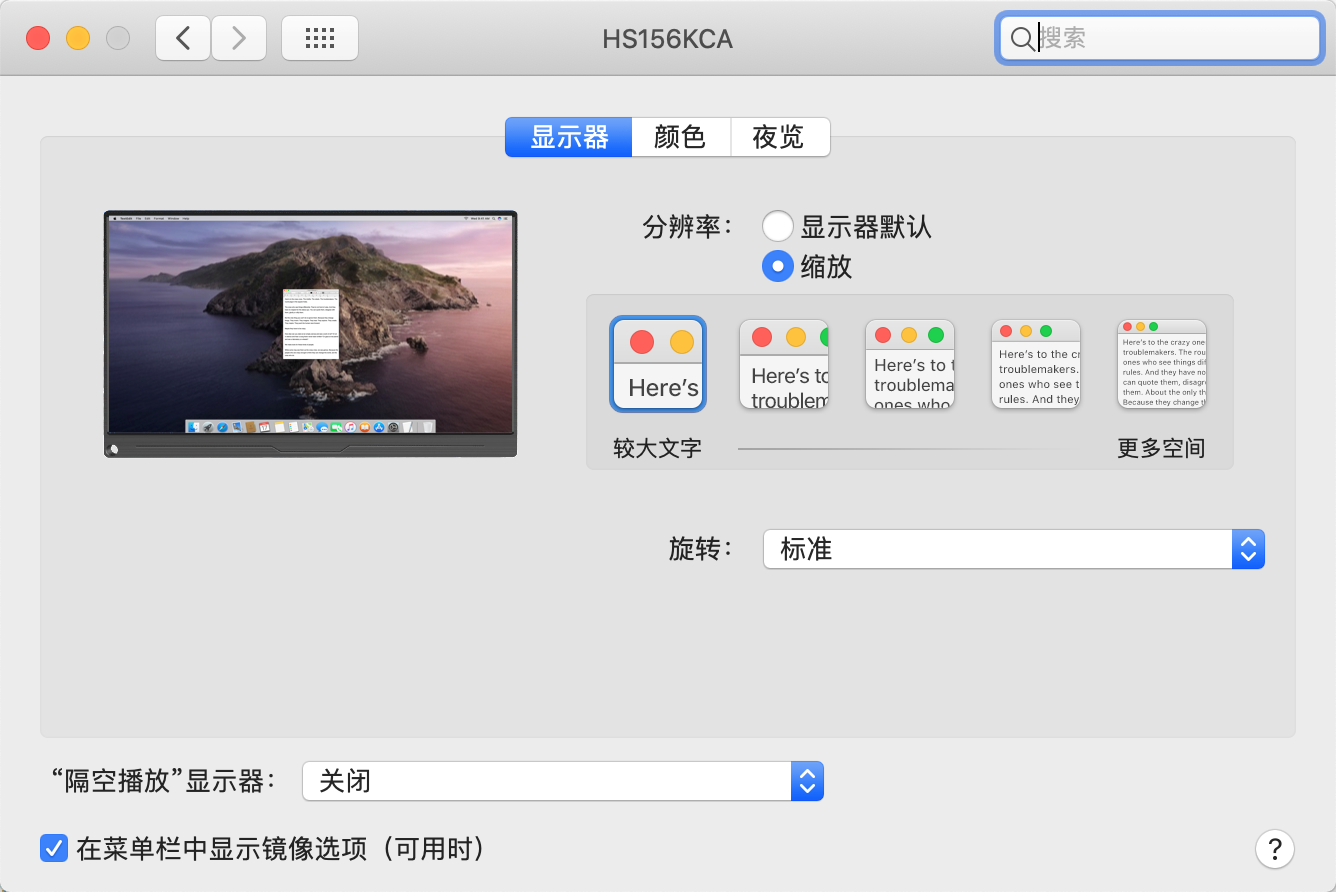 HS156KCA
搜索
显示器 颜色 夜览
分辨率： 显示器默认
缩放
Here's
Here's to
troublem
Here's to t
troublema
ones who
Here's to the cr
troublemakers.
ones who see t
rules. And they
Here's to the crazy one
troublemakers. The rou
ones who see things dif
rules. And they have no
can quote them, disagr
them. About the only th
Because they change th
较大文字 更多空间
旋转： 标准
“隔空播放”显示器： 关闭
在菜单栏中显示镜像选项（可用时）
?